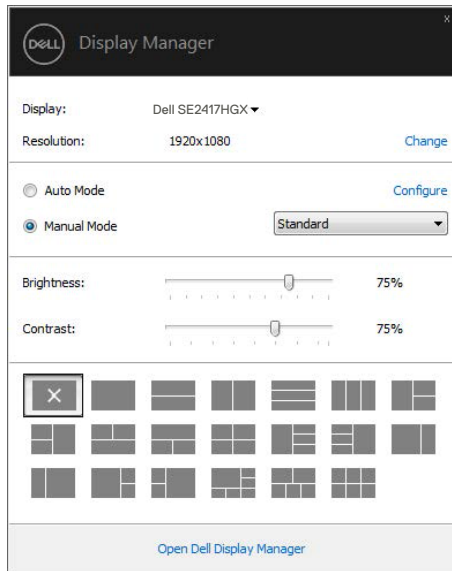 x
DELL Display Manager
Display: Dell SE2417HGX
Resolution: 1920x1080 Change
Auto Mode Configure
Manual Mode Standard
Brightness: 75%
Contrast: 75%
Open Dell Display Manager